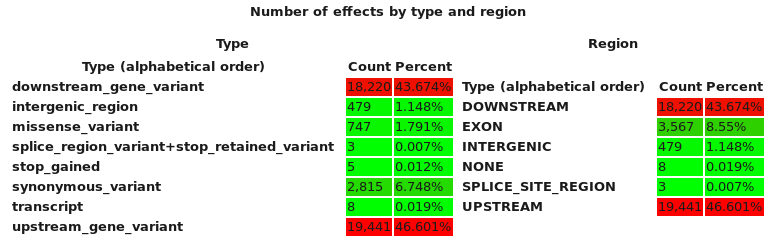 Number of effects by type and region
Type
Type (alphabetical order) Count Percent
downstream_gene_variant 18,220 43.674%
intergenic_region 479 1.148%
missense_variant 747 1.791%
splice_region_variant+stop_retained_variant 3 0.007%
stop_gained 5 0.012%
synonymous_variant 2,815 6.748%
transcript 8 0.019%
upstream_gene_variant 19,441 46.601%
Region
Type (alphabetical order) Count Percent
DOWNSTREAM 18,220 43.674%
EXON 3,567 8.55%
INTERGENIC 479 1.148%
NONE 8 0.019%
SPLICE_SITE_REGION 3 0.007%
UPSTREAM 19,441 46.601%